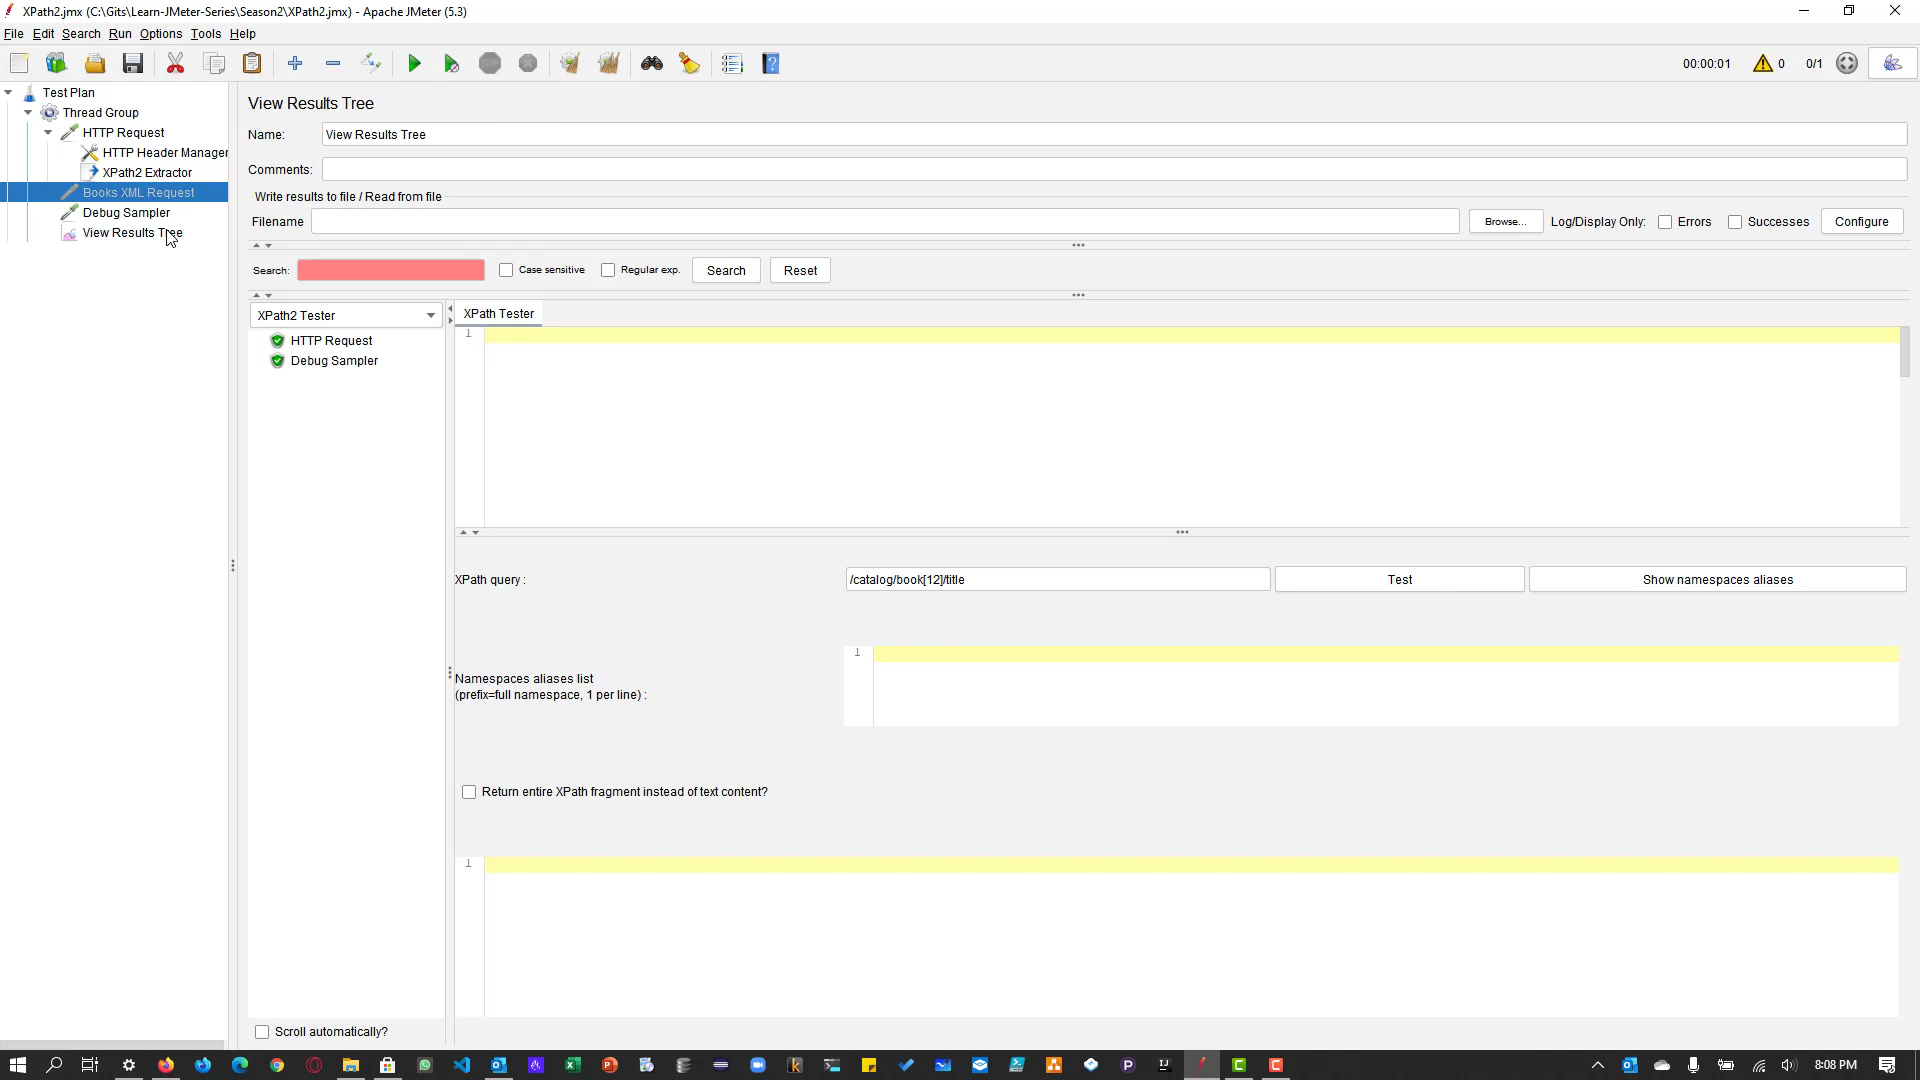 XPath2.jmx (C:\Gits\Learn-JMeter-Series\Season2\XPath2.jmx) - Apache JMeter (5.3)
File Edit Search Run Options Tools Help
00:00:01 0 0/1
Test Plan
Thread Group
HTTP Request
HTTP Header Manager
XPath2 Extractor
Books XML Request
Debug Sampler
View Results Tree
View Results Tree
Name: View Results Tree
Comments:
Write results to file / Read from file
Filename Browse... Log/Display Only: Errors Successes Configure
Search: Case sensitive Regular exp. Search Reset
XPath2 Tester
HTTP Request
Debug Sampler
Scroll automatically?
XPath Tester
1
XPath query : /catalog/book[12]/title Test Show namespaces aliases
Namespaces aliases list
(prefix=full namespace, 1 per line) :
1
Return entire XPath fragment instead of text content?
1
8:08 PM